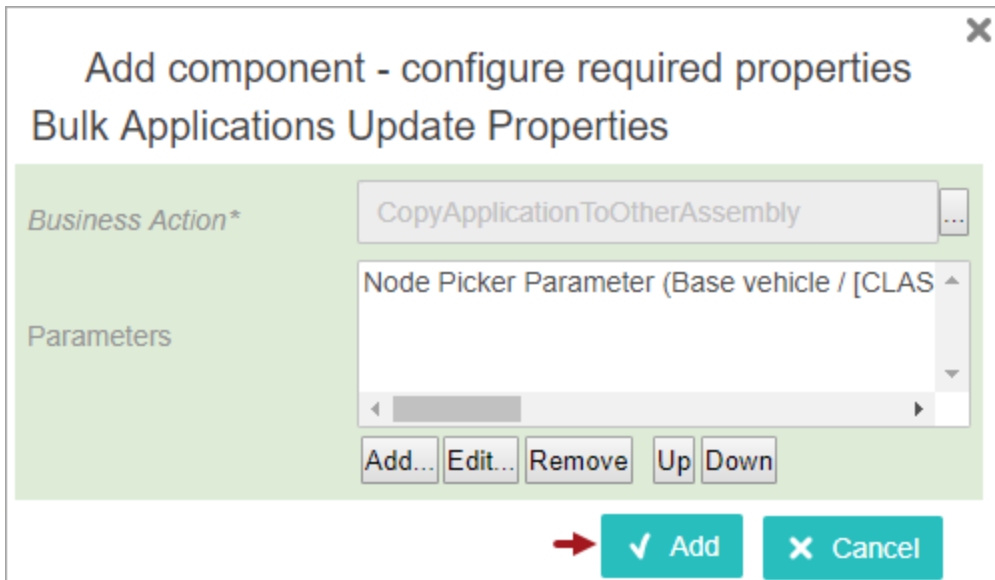 Add component - configure required properties
Bulk Applications Update Properties
Business Action* CopyApplicationToOtherAssembly ...
Node Picker Parameter (Base vehicle / [CLAS
Parameters
Add... Edit... Remove Up Down
Add Cancel